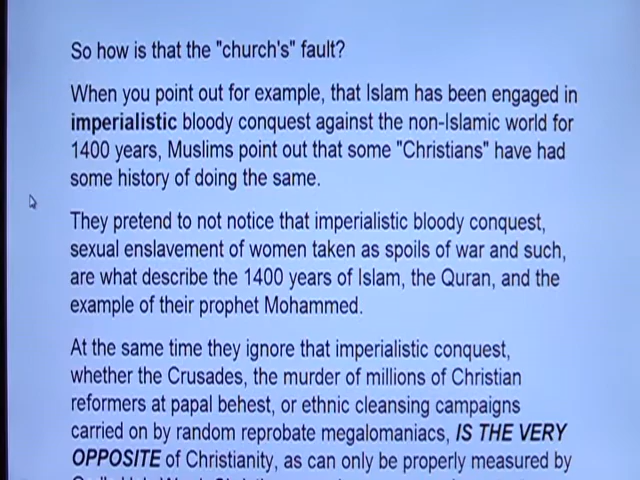 So how is that the "church's" fault?
When you point out for example, that Islam has been engaged in
imperialistic bloody conquest against the non-Islamic world for
1400 years, Muslims point out that some "Christians" have had
some history of doing the same.
They pretend to not notice that imperialistic bloody conquest,
sexual enslavement of women taken as spoils of war and such,
are what describe the 1400 years of Islam, the Quran, and the
example of their prophet Mohammed.
At the same time they ignore that imperialistic conquest,
whether the Crusades, the murder of millions of Christian
reformers at papal behest, or ethnic cleansing campaigns
carried on by random reprobate megalomaniacs, IS THE VERY
OPPOSITE of Christianity, as can only be properly measured by